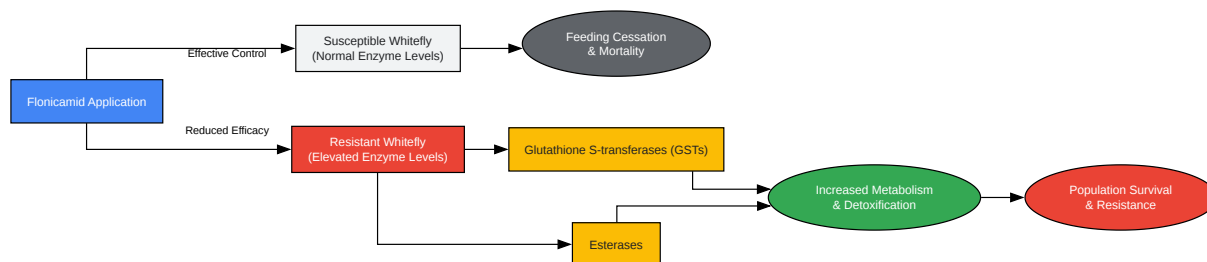 Susceptible Whitefly
(Normal Enzyme Levels)
Feeding Cessation
& Mortality
Effective Control
Flonicamid Application
Reduced Efficacy
Resistant Whitefly
(Elevated Enzyme Levels)
Glutathione S-transferases (GSTs)
Increased Metabolism
& Detoxification
Population Survival
& Resistance
Esterases